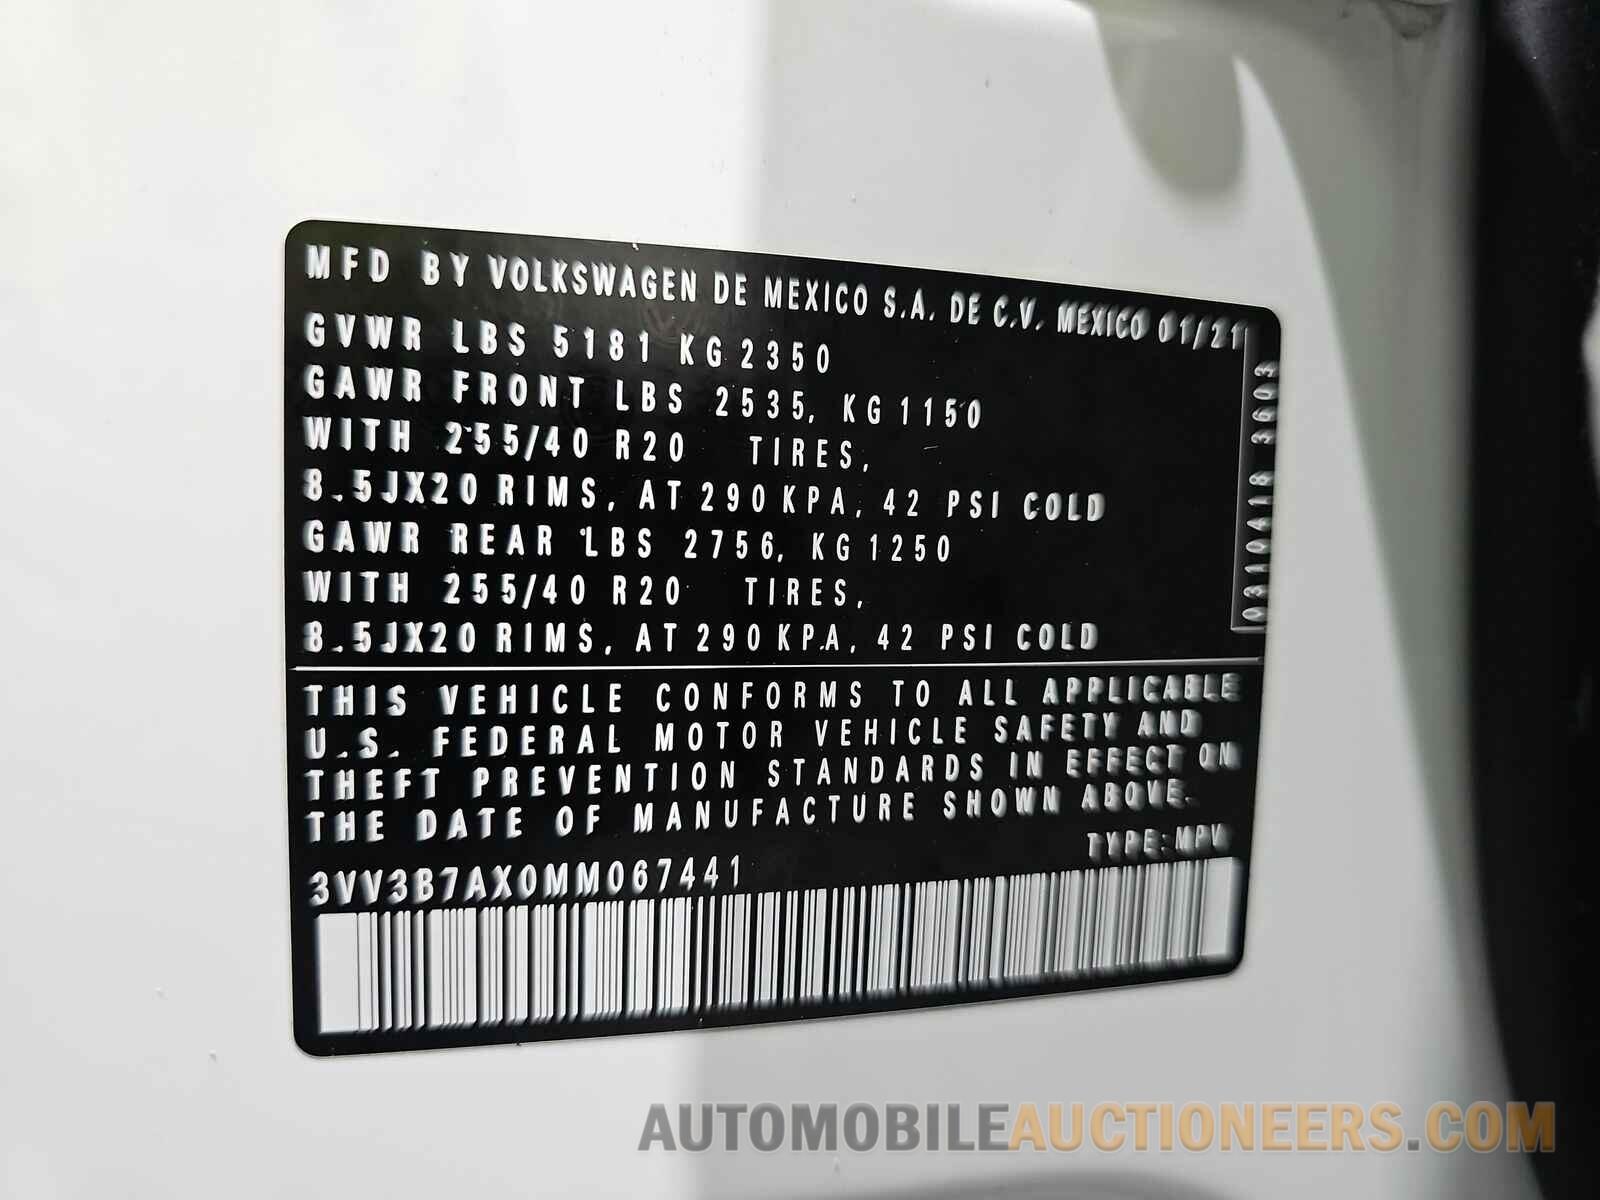 MFD BY VOLKSWAGEN DE MEXICO S.A. DE C.V. MEXICO 01/21
GVWR LBS 5181 KG 2350
GAWR FRONT LBS 2535, KG 1150
WITH 255/40 R20 TIRES,
8.5JX20 RIMS, AT 290 KPA, 42 PSI COLD
GAWR REAR LBS 2756, KG 1250
WITH 255/40 R20 TIRES,
8.5JX20 RIMS, AT 290 KPA, 42 PSI COLD
0310418 3603
THIS VEHICLE CONFORMS TO ALL APPLICABLE
U.S. FEDERAL MOTOR VEHICLE SAFETY AND
THEFT PREVENTION STANDARDS IN EFFECT ON
THE DATE OF MANUFACTURE SHOWN ABOVE.
TYPE: MPV
3VV3B7AX0MM067441
AUTOMOBILEAUCTIONEERS.COM